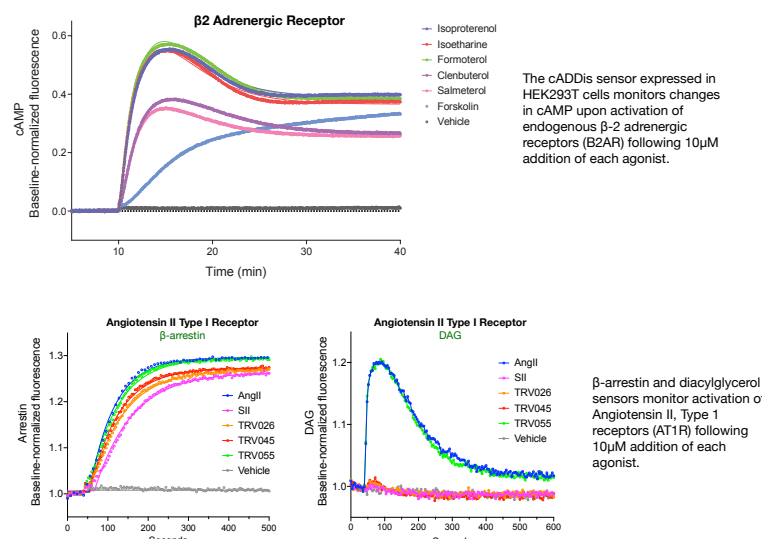 β2 Adrenergic Receptor
cAMP
Baseline-normalized fluorescence
0.6
0.4
0.2
0.0
10
20
30
40
Time (min)
Isoproterenol
Isoetharine
Formoterol
Clenbuterol
Salmeterol
Forskolin
Vehicle
The cADDis sensor expressed in
HEK293T cells monitors changes
in cAMP upon activation of
endogenous β-2 adrenergic
receptors (B2AR) following 10µM
addition of each agonist.
Angiotensin II Type I Receptor
β-arrestin
Arrestin
Baseline-normalized fluorescence
1.3
1.2
1.1
1.0
0
100
200
300
400
500
AngII
SII
TRV026
TRV045
TRV055
Vehicle
Angiotensin II Type I Receptor
DAG
DAG
Baseline-normalized fluorescence
1.2
1.1
1.0
0
100
200
300
400
500
600
AngII
SII
TRV026
TRV045
TRV055
Vehicle
β-arrestin and diacylglycerol
sensors monitor activation
Angiotensin II, Type 1
receptors (AT1R) following
10µM addition of each
agonist.